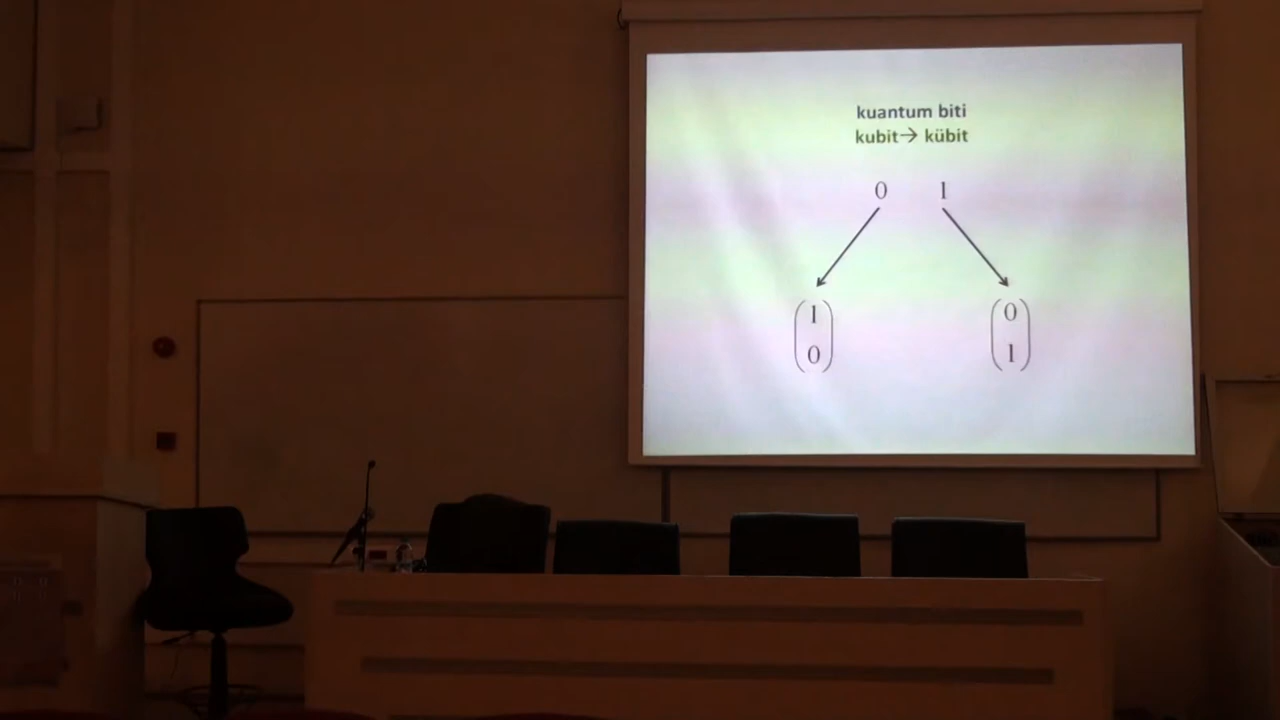 kuantum biti
kubit→ kübit
0 1
1 0
0 1